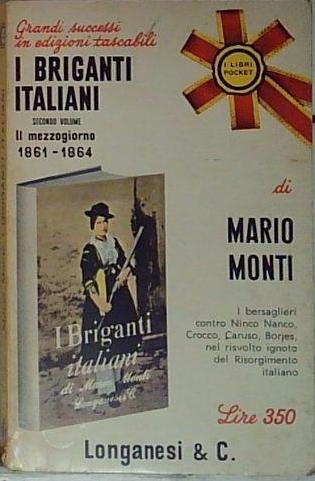 Grandi successi
in edizioni tascabili
I BRIGANTI
ITALIANI
SECONDO VOLUME
Il mezzogiorno
1861-1864
I LIBRI
POCKET
di
MARIO
MONTI
I bersaglieri
contro Ninco Nanco,
Crocco, Caruso, Borjes,
nel risvolto ignoto
del Risorgimento
italiano
I Briganti
italiani
di Mario Monti
Longanesi & C.
Lire 350
Longanesi & C.